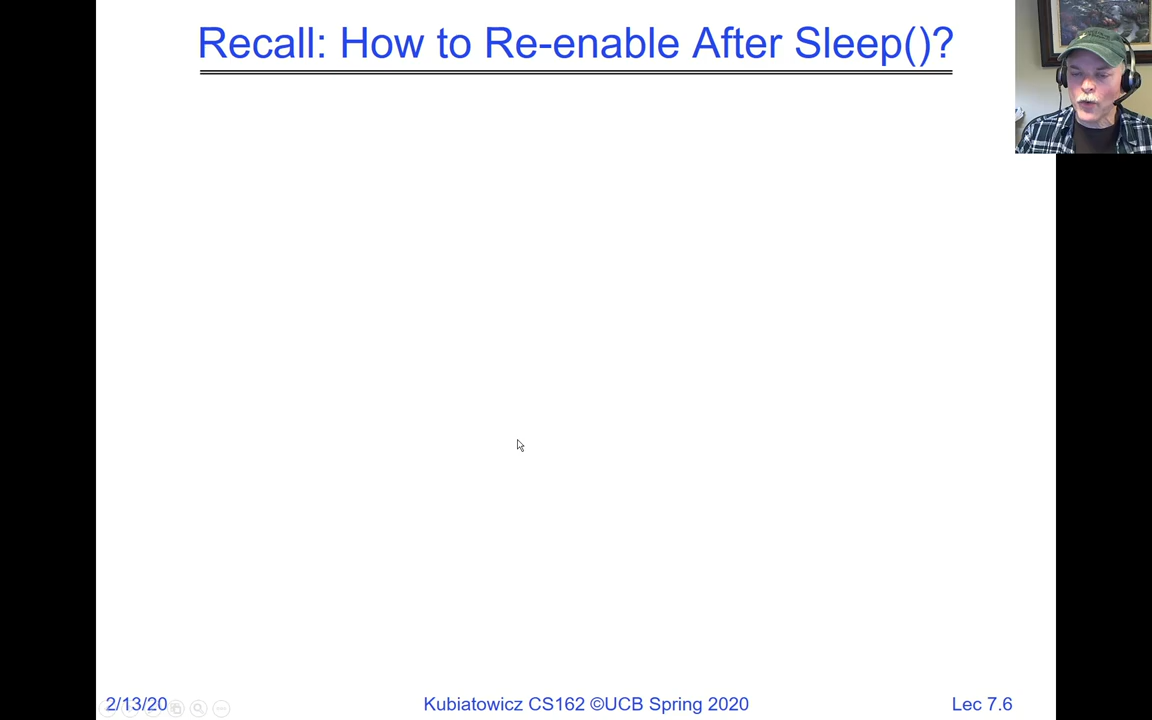 Recall: How to Re-enable After Sleep()?
2/13/20
Kubiatowicz CS162 ©UCB Spring 2020
Lec 7.6